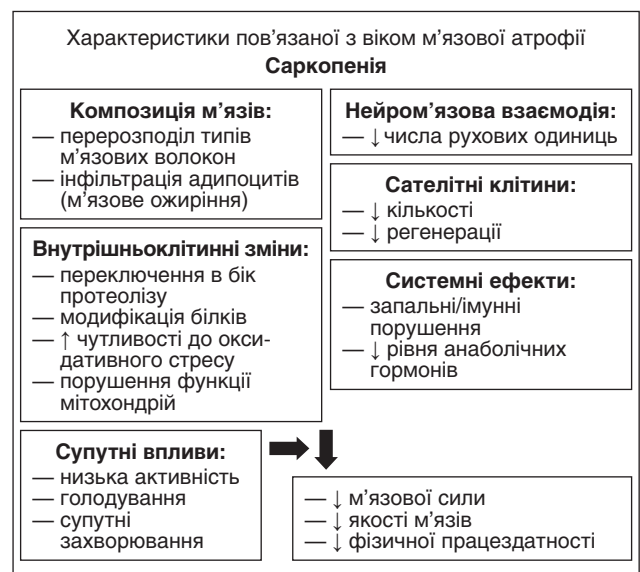 Характеристики пов’язаної з віком м’язової атрофії
Саркопенія
Композиція м’язів:
— перерозподіл типів
м’язових волокон
— інфільтрація адипоцитів
(м’язове ожиріння)
Внутрішньоклітинні зміни:
— переключення в бік
протеолізу
— модифікація білків
— ↑ чутливості до окси-
дативного стресу
— порушення функції
мітохондрій
Супутні впливи:
— низька активність
— голодування
— супутні
захворювання
Нейром’язова взаємодія:
— ↓ числа рухових одиниць
Сателітні клітини:
— ↓ кількості
— ↓ регенерації
Системні ефекти:
— запальні/імунні
порушення
— ↓ рівня анаболічних
гормонів
— ↓ м’язової сили
— ↓ якості м’язів
— ↓ фізичної працездатності